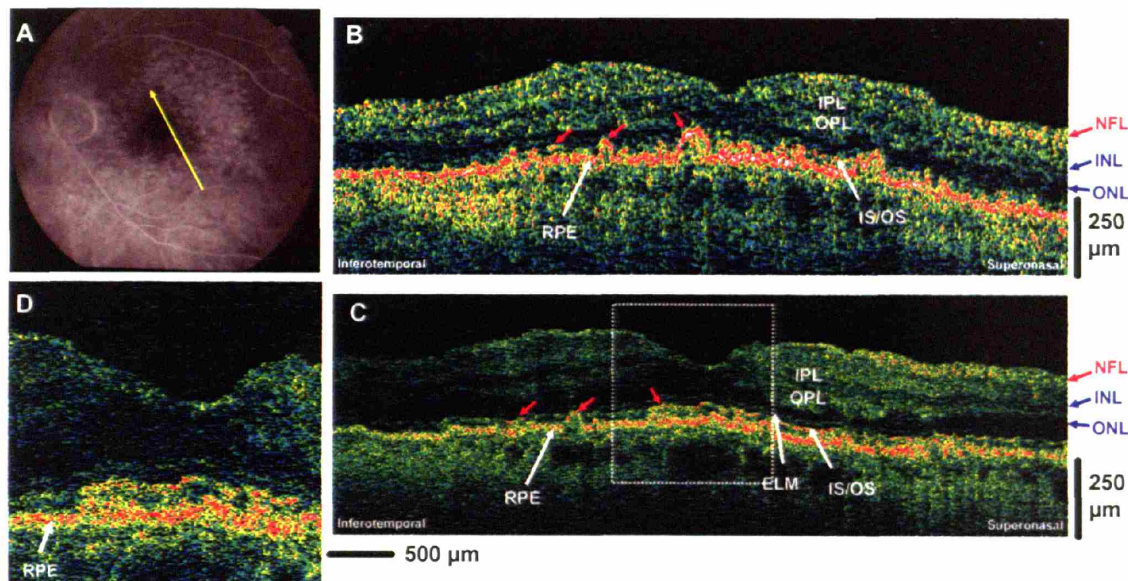 A
B
IPL
OPL
RPE
IS/OS
Inferotemporal
Superonasal
NFL
INL
ONL
250
µm
D
RPE
C
IPL
OPL
RPE
ELM
IS/OS
Inferotemporal
Superonasal
NFL
INL
ONL
250
µm
500 µm